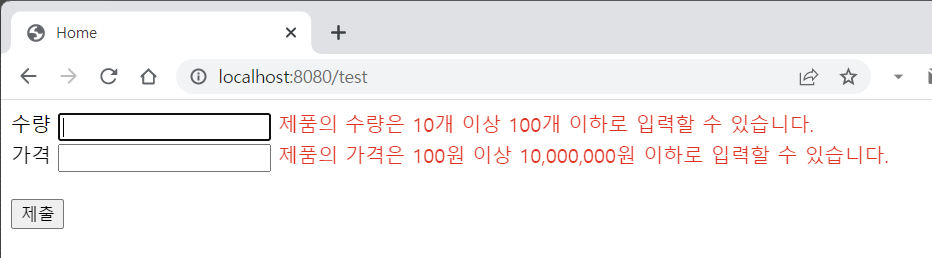 Home
localhost:8080/test
수량 제품의 수량은 10개 이상 100개 이하로 입력할 수 있습니다.
가격 제품의 가격은 100원 이상 10,000,000원 이하로 입력할 수 있습니다.
제출